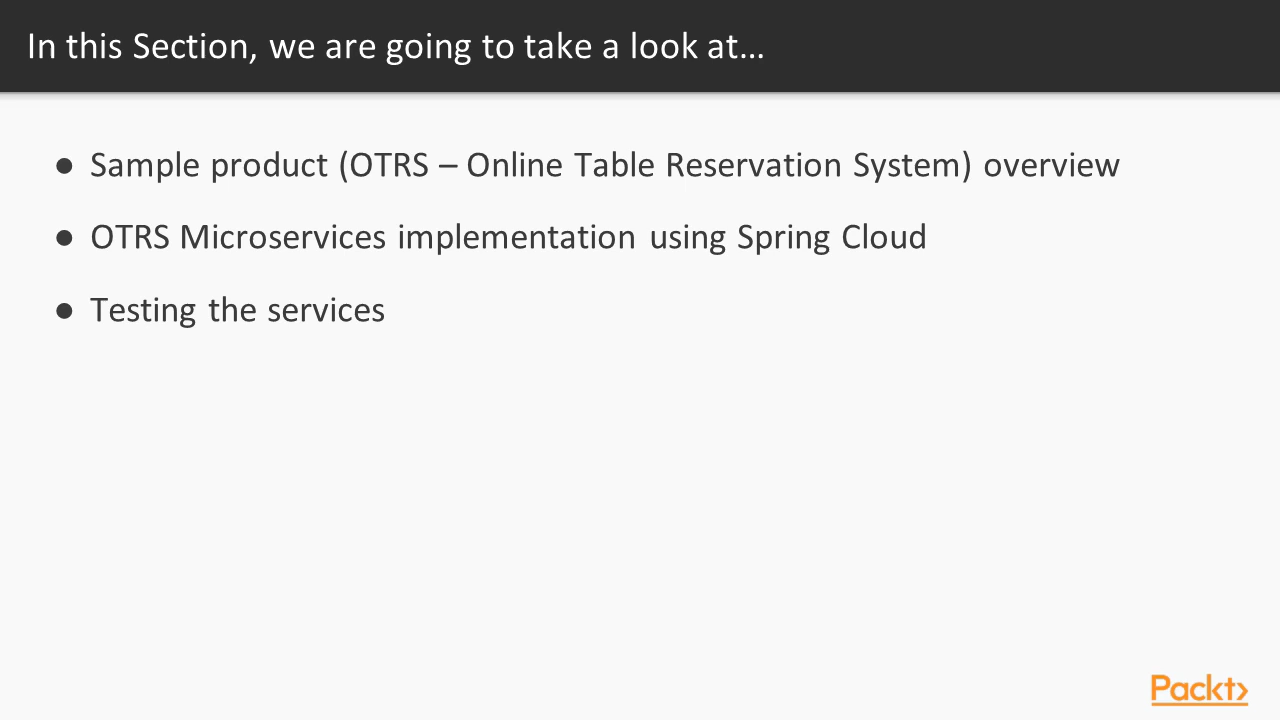 In this Section, we are going to take a look at…
● Sample product (OTRS – Online Table Reservation System) overview
● OTRS Microservices implementation using Spring Cloud
● Testing the services
Packt>